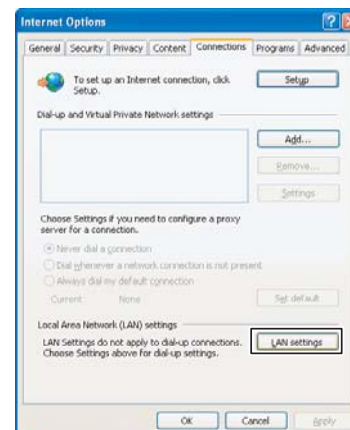 Internet Options
General Security Privacy Content Connections Programs Advanced
To set up an Internet connection, click
Setup.
Setup
Dial-up and Virtual Private Network settings
Add...
Remove...
Settings
Choose Settings if you need to configure a proxy
server for a connection.
Never dial a connection
Dial whenever a network connection is not present
Always dial my default connection
Current None
Set default
Local Area Network (LAN) settings
LAN Settings do not apply to dial-up connections.
Choose Settings above for dial-up settings.
LAN settings
OK Cancel Apply